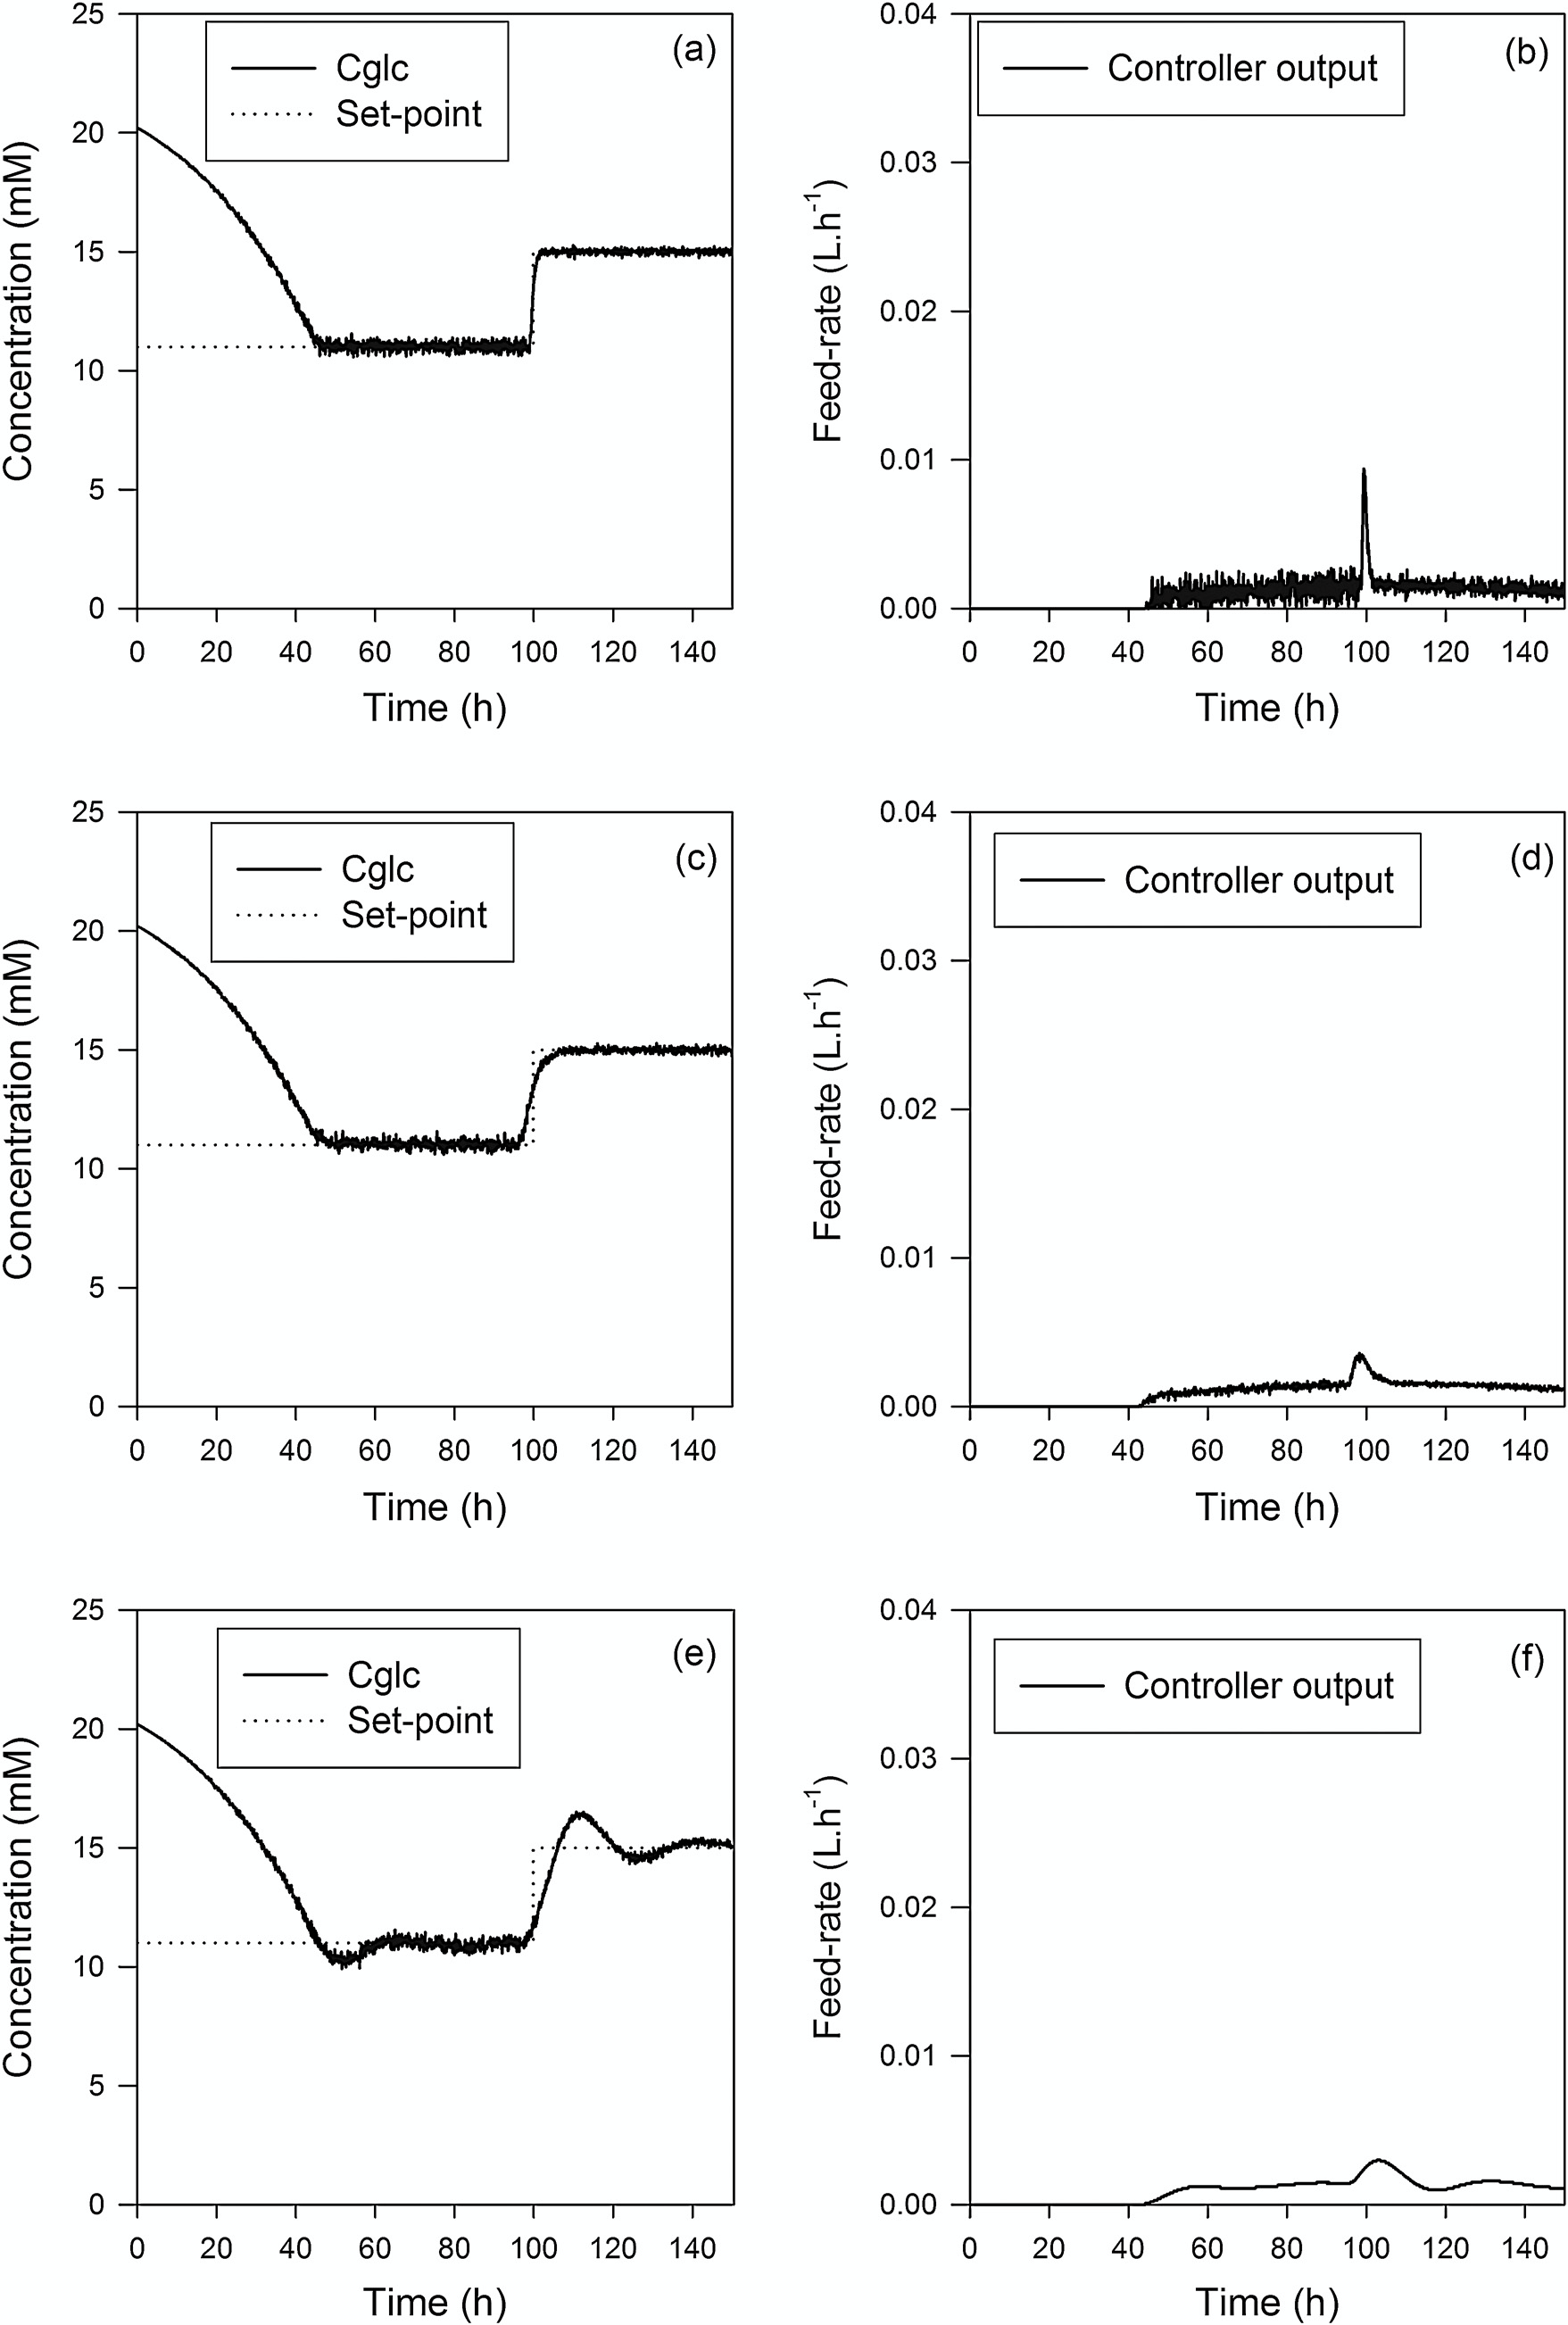 (a)
Cglc
Set-point
25
20
15
10
5
0
Concentration (mM)
0 20 40 60 80 100 120 140
Time (h)
(b)
Controller output
0.04
0.03
0.02
0.01
0.00
Feed-rate (L.h-1)
0 20 40 60 80 100 120 140
Time (h)
(c)
Cglc
Set-point
25
20
15
10
5
0
Concentration (mM)
0 20 40 60 80 100 120 140
Time (h)
(d)
Controller output
0.04
0.03
0.02
0.01
0.00
Feed-rate (L.h-1)
0 20 40 60 80 100 120 140
Time (h)
(e)
Cglc
Set-point
25
20
15
10
5
0
Concentration (mM)
0 20 40 60 80 100 120 140
Time (h)
(f)
Controller output
0.04
0.03
0.02
0.01
0.00
Feed-rate (L.h-1)
0 20 40 60 80 100 120 140
Time (h)